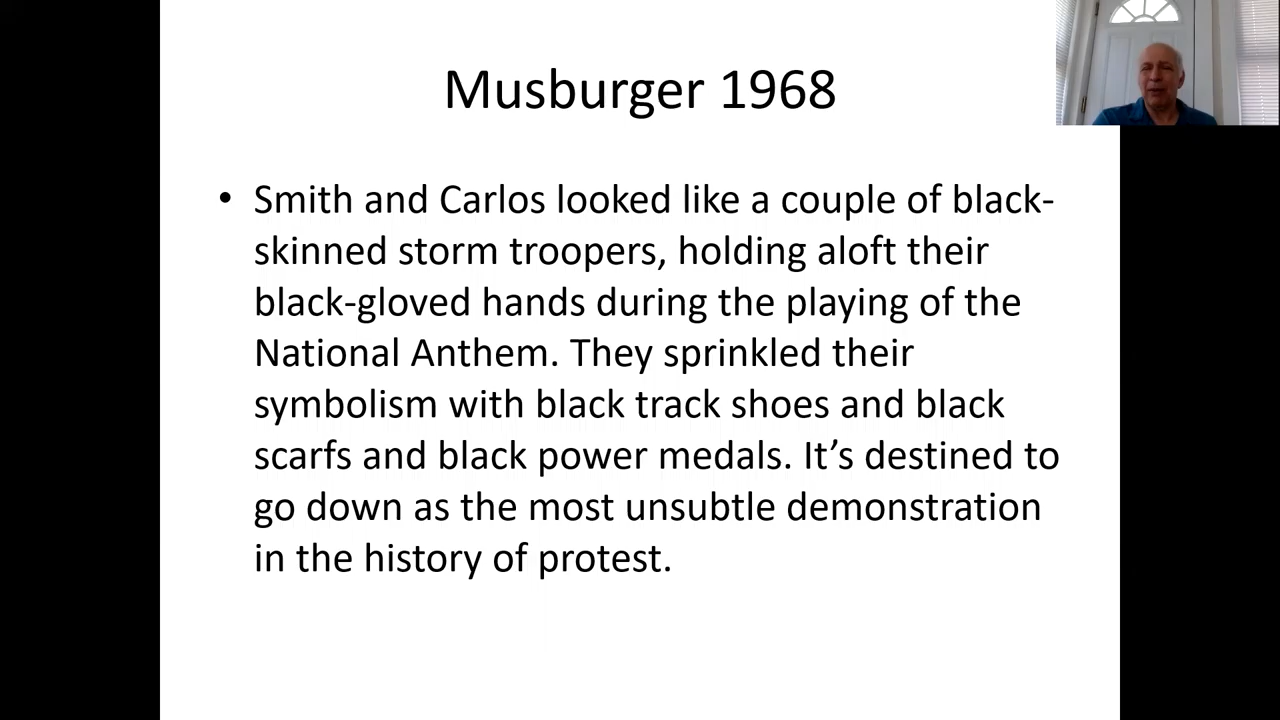 Musburger 1968
• Smith and Carlos looked like a couple of black-
skinned storm troopers, holding aloft their
black-gloved hands during the playing of the
National Anthem. They sprinkled their
symbolism with black track shoes and black
scarfs and black power medals. It’s destined to
go down as the most unsubtle demonstration
in the history of protest.